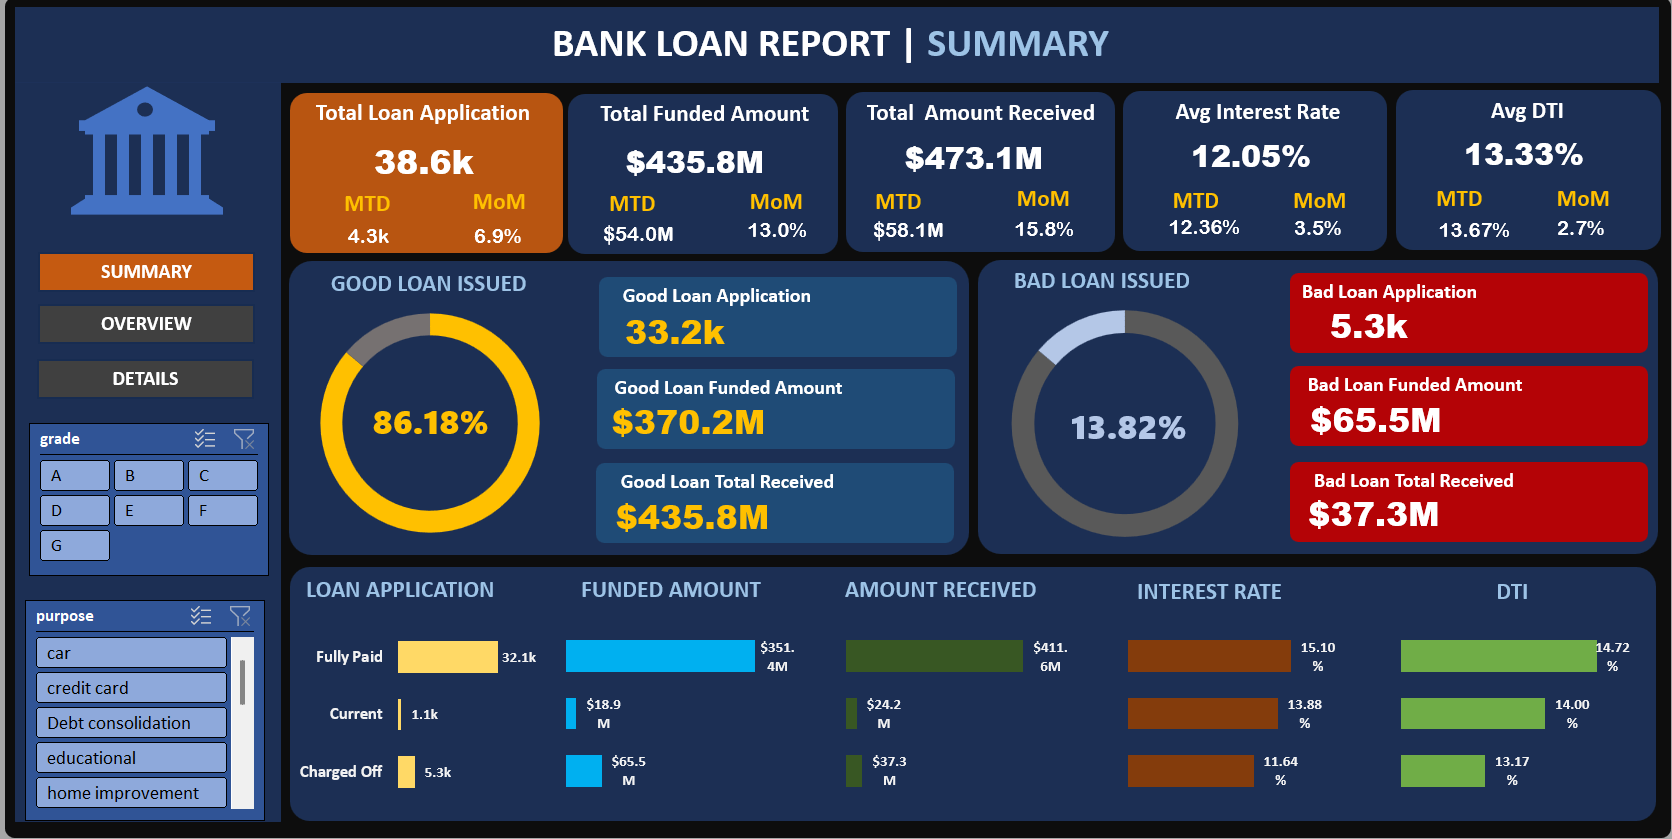 BANK LOAN REPORT | SUMMARY
Total Loan Application
38.6k
MTD MoM
4.3k 6.9%
Total Funded Amount
$435.8M
MTD MoM
$54.0M 13.0%
Total Amount Received
$473.1M
MTD MoM
$58.1M 15.8%
Avg Interest Rate
12.05%
MTD MoM
12.36% 3.5%
Avg DTI
13.33%
MTD MoM
13.67% 2.7%
SUMMARY
OVERVIEW
DETAILS
grade
A B C
D E F
G
purpose
car
credit card
Debt consolidation
educational
home improvement
GOOD LOAN ISSUED
86.18%
Good Loan Application
33.2k
Good Loan Funded Amount
$370.2M
Good Loan Total Received
$435.8M
BAD LOAN ISSUED
13.82%
Bad Loan Application
5.3k
Bad Loan Funded Amount
$65.5M
Bad Loan Total Received
$37.3M
LOAN APPLICATION
Fully Paid 32.1k
Current 1.1k
Charged Off 5.3k
FUNDED AMOUNT
$351.
4M
$18.9
M
$65.5
M
AMOUNT RECEIVED
$411.
6M
$24.2
M
$37.3
M
INTEREST RATE
15.10
%
13.88
%
11.64
%
DTI
14.72
%
14.00
%
13.17
%